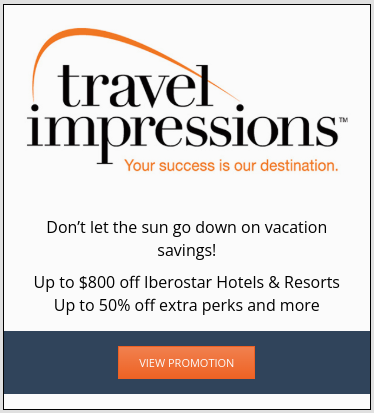 travel
impressions™
Your success is our destination.
Don’t let the sun go down on vacation
savings!
Up to $800 off Iberostar Hotels & Resorts
Up to 50% off extra perks and more
VIEW PROMOTION